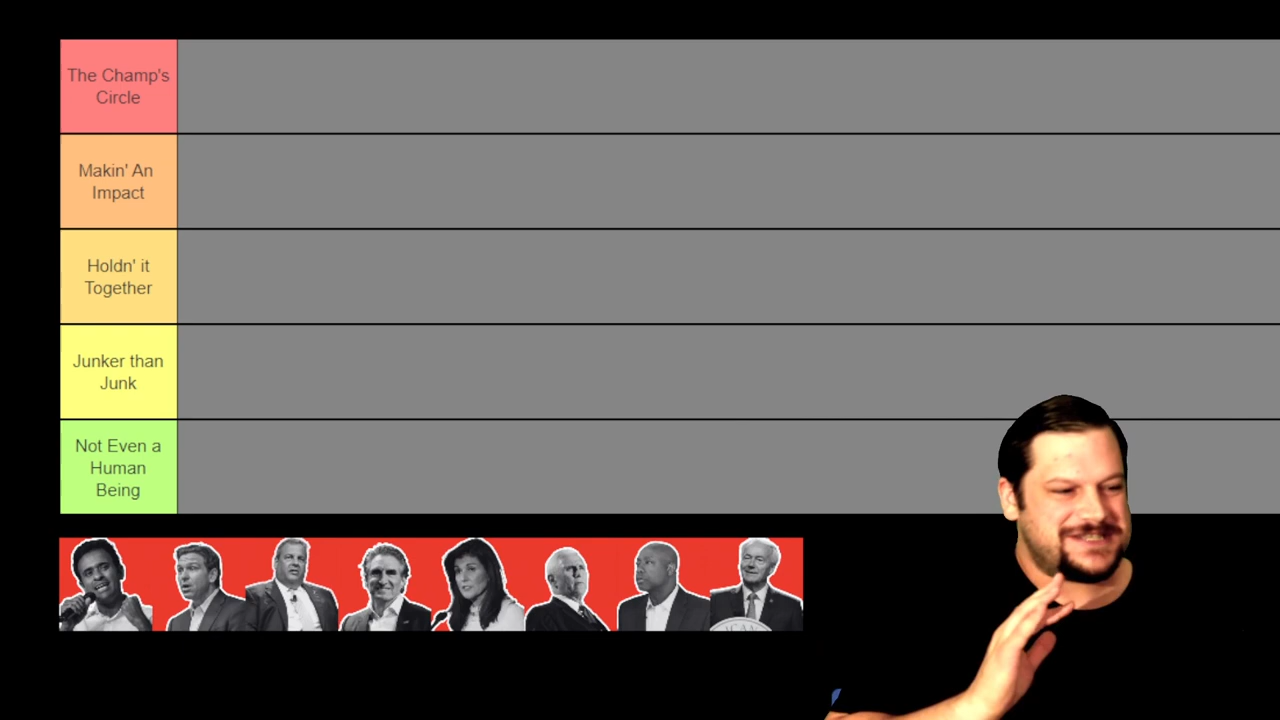 The Champ's
Circle
Makin' An
Impact
Holdn' it
Together
Junker than
Junk
Not Even a
Human
Being